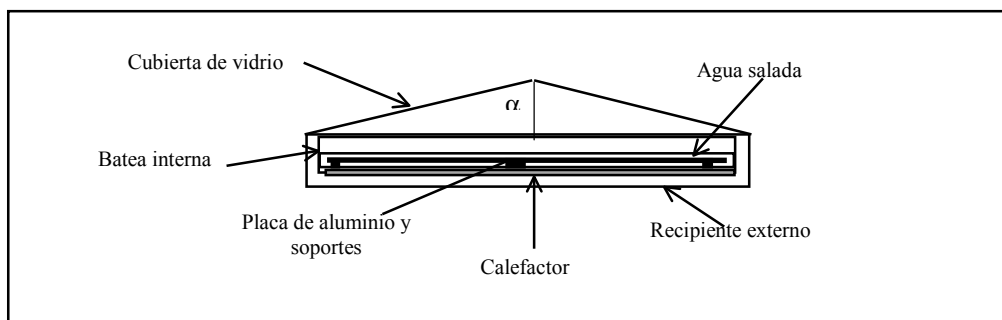 Cubierta de vidrio
Agua salada
α
Batea interna
Placa de aluminio y
soportes
Recipiente externo
Calefactor